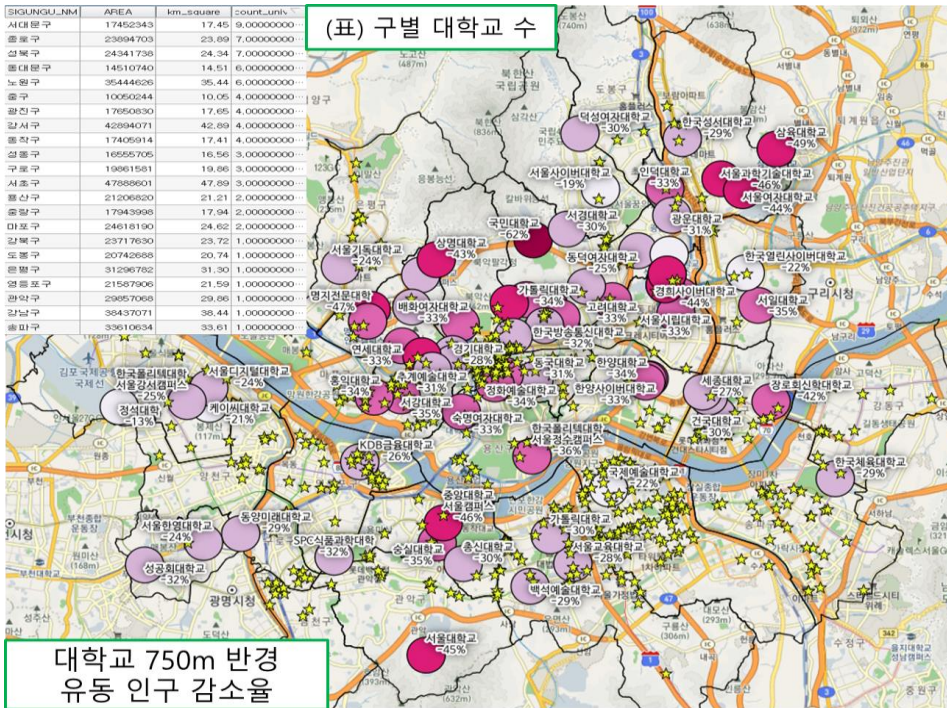 (표) 구별 대학교 수
SIGUNGU_NM AREA km_square count_univ
서대문구 17452343 17.45 9,00000000···
종로구 23894703 23.89 7,00000000···
성북구 24341738 24.34 7,00000000···
동대문구 14510740 14.51 6,00000000···
노원구 35444626 35.44 6,00000000···
중구 10050244 10.05 4,00000000···
광진구 17650830 17.65 4,00000000···
강서구 42894071 42.89 4,00000000···
동작구 17405914 17.41 4,00000000···
성동구 16555705 16.56 3,00000000···
구로구 19861581 19.86 3,00000000···
서초구 47888601 47.89 3,00000000···
용산구 21206820 21.21 2,00000000···
중랑구 17943998 17.94 2,00000000···
마포구 24618190 24.62 2,00000000···
강북구 23717630 23.72 1,00000000···
도봉구 20742688 20.74 1,00000000···
은평구 31296782 31.30 1,00000000···
영등포구 21587906 21.59 1,00000000···
관악구 29857068 29.86 1,00000000···
강남구 38437071 38.44 1,00000000···
송파구 33610634 33.61 1,00000000···
덕성여자대학교
-30%
한국성서대학교
-29%
삼육대학교
-49%
서울사이버대학교
-19%
인덕대학교
-33%
서울과학기술대학교
-46%
서울여자대학교
-44%
서경대학교
-30%
광운대학교
-31%
국민대학교
-62%
상명대학교
-43%
서울기독대학교
-24%
동덕여자대학교
-25%
한국열린사이버대학교
-22%
경희사이버대학교
-44%
명지전문대학
-47%
배화여자대학교
-33%
가톨릭대학교
-34%
고려대학교
-33%
서울시립대학교
-33%
서일대학교
-35%
구리시청
한국방송통신대학교
-32%
연세대학교
-33%
경기대학교
-28%
동국대학교
-31%
한양대학교
-34%
한국폴리텍대학
서울강서캠퍼스
-25%
서울디지털대학교
-24%
홍익대학교
-34%
추계예술대학교
-31%
정화예술대학교
-34%
한양사이버대학교
-33%
세종대학교
-27%
장로회신학대학교
-42%
정석대학
-13%
케이씨대학교
-21%
서강대학교
-35%
숙명여자대학교
-33%
건국대학교
-30%
한국폴리텍대학
서울정수캠퍼스
-36%
KDB금융대학교
-26%
국제예술대학교
-22%
한국체육대학교
-29%
중앙대학교
서울캠퍼스
-46%
서울한영대학교
-24%
동양미래대학교
-29%
SPC식품과학대학
-32%
숭실대학교
-35%
총신대학교
-30%
가톨릭대학교
-30%
서울교육대학교
-28%
성공회대학교
-32%
백석예술대학교
-29%
광명시청
서울대학교
-45%
대학교 750m 반경
유동 인구 감소율